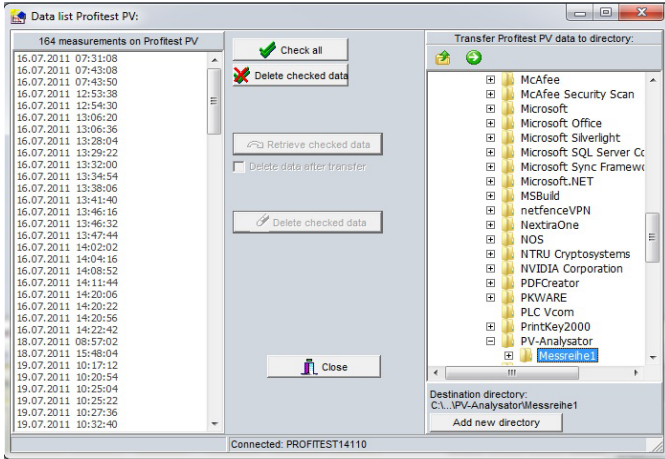 Data list Profitest PV:
164 measurements on Profitest PV
16.07.2011 07:31:08
16.07.2011 07:43:08
16.07.2011 07:43:50
16.07.2011 12:53:38
16.07.2011 12:54:30
16.07.2011 13:06:20
16.07.2011 13:06:36
16.07.2011 13:28:04
16.07.2011 13:29:22
16.07.2011 13:32:00
16.07.2011 13:34:54
16.07.2011 13:38:06
16.07.2011 13:41:40
16.07.2011 13:46:16
16.07.2011 13:46:32
16.07.2011 13:47:44
16.07.2011 14:02:02
16.07.2011 14:04:16
16.07.2011 14:08:52
16.07.2011 14:11:44
16.07.2011 14:20:06
16.07.2011 14:20:22
16.07.2011 14:20:56
16.07.2011 14:22:42
18.07.2011 08:57:02
18.07.2011 15:48:04
19.07.2011 10:17:12
19.07.2011 10:20:54
19.07.2011 10:25:04
19.07.2011 10:25:22
19.07.2011 10:27:36
19.07.2011 10:32:40
Check all
Delete checked data
Retrieve checked data
Delete data after transfer
Delete checked data
Close
Transfer Profitest PV data to directory:
McAfee
McAfee Security Scan
Microsoft
Microsoft Office
Microsoft Silverlight
Microsoft SQL Server Co
Microsoft Sync Framewo
Microsoft.NET
MSBuild
netfenceVPN
NextiraOne
NOS
NTRU Cryptosystems
NVIDIA Corporation
PDFCreator
PKWARE
PLC Vcom
PrintKey2000
PV-Analysator
Messreihe1
Destination directory:
C:\...\PV-Analysator\Messreihe1
Add new directory
Connected: PROFITEST14110